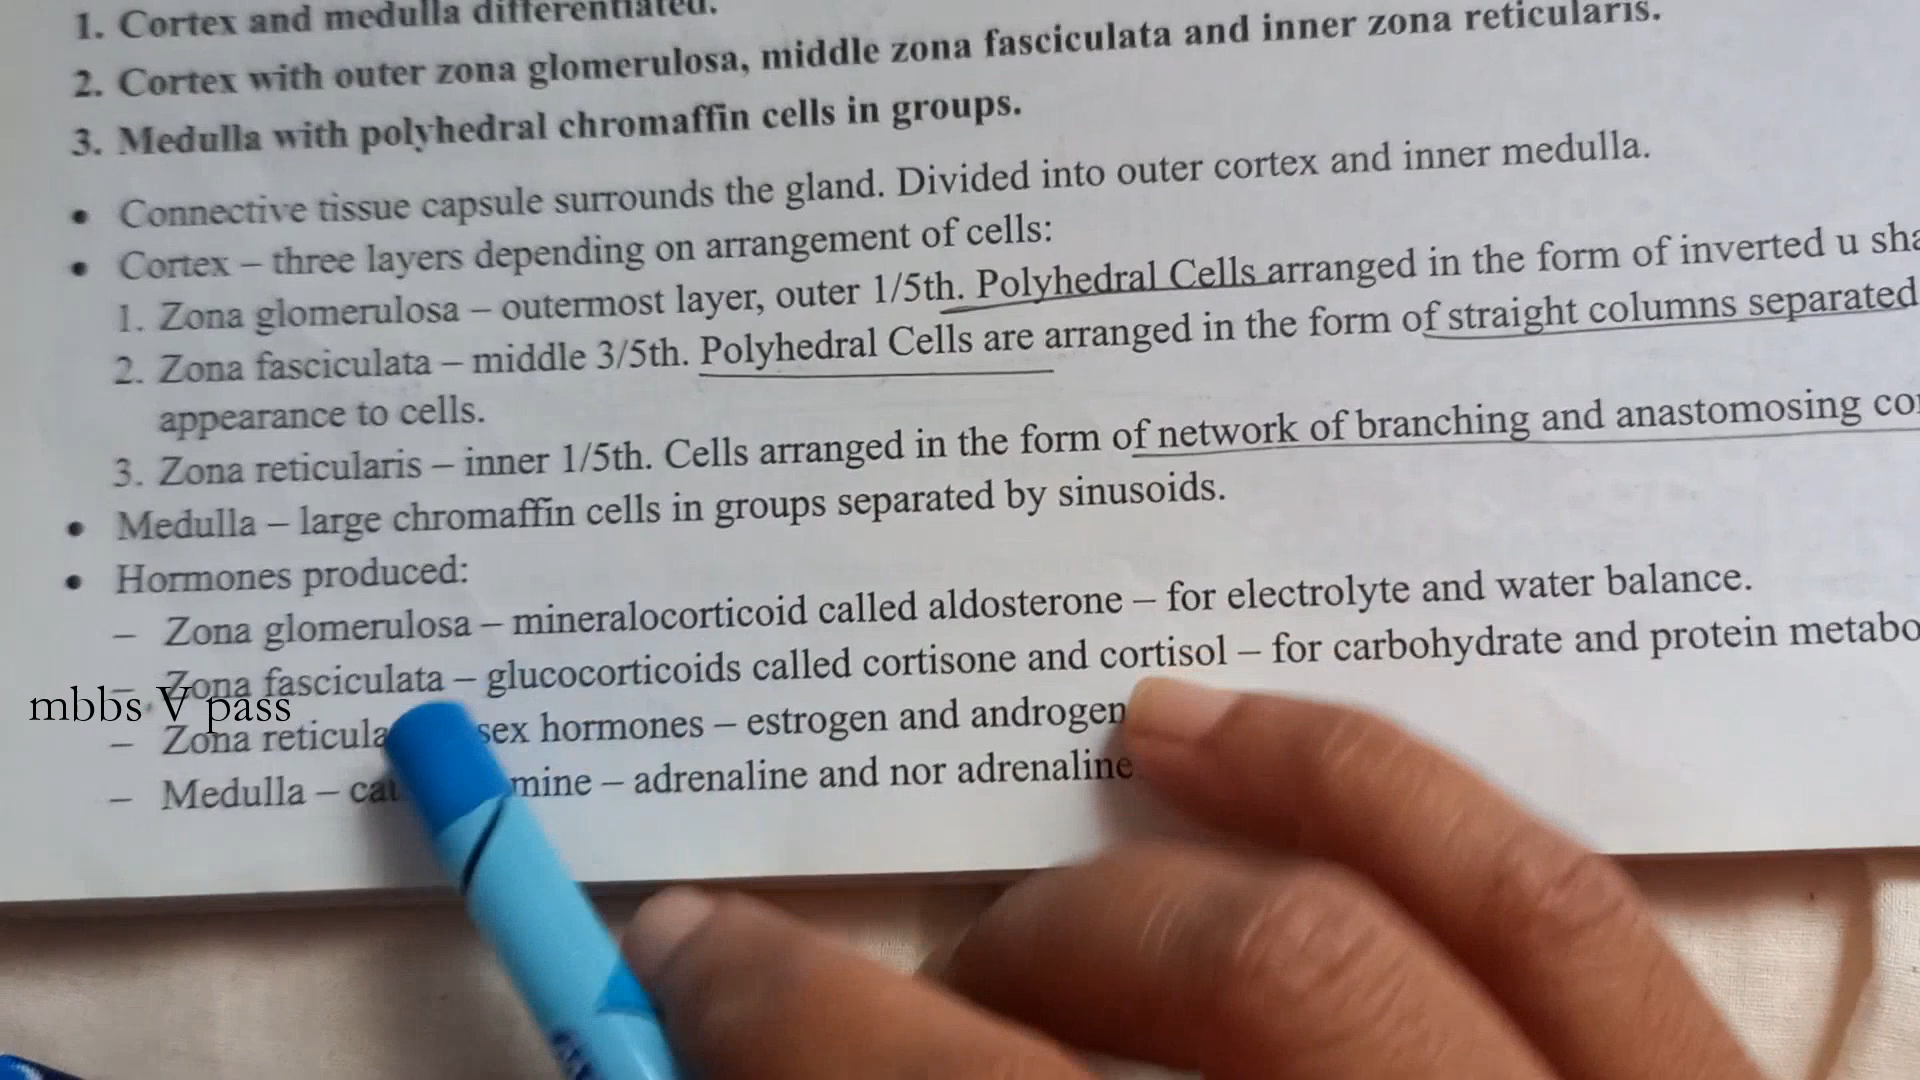 1. Cortex and medulla differentiated.
2. Cortex with outer zona glomerulosa, middle zona fasciculata and inner zona reticularis.
3. Medulla with polyhedral chromaffin cells in groups.
• Connective tissue capsule surrounds the gland. Divided into outer cortex and inner medulla.
• Cortex – three layers depending on arrangement of cells:
1. Zona glomerulosa – outermost layer, outer 1/5th. Polyhedral Cells arranged in the form of inverted u sha
2. Zona fasciculata – middle 3/5th. Polyhedral Cells are arranged in the form of straight columns separated
appearance to cells.
3. Zona reticularis – inner 1/5th. Cells arranged in the form of network of branching and anastomosing co
• Medulla – large chromaffin cells in groups separated by sinusoids.
• Hormones produced:
– Zona glomerulosa – mineralocorticoid called aldosterone – for electrolyte and water balance.
– Zona fasciculata – glucocorticoids called cortisone and cortisol – for carbohydrate and protein metabo
mbbs V pass
– Zona reticula sex hormones – estrogen and androgen
– Medulla – cat mine – adrenaline and nor adrenaline